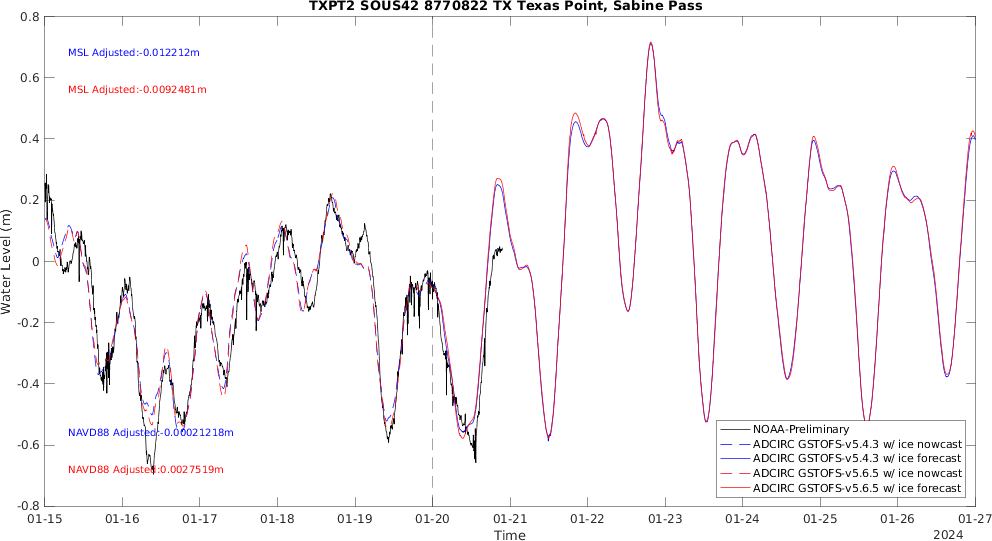 TXPT2 SOUS42 8770822 TX Texas Point, Sabine Pass
0.8
0.6
0.4
0.2
0
-0.2
-0.4
-0.6
-0.8
Water Level (m)
MSL Adjusted:-0.012212m
MSL Adjusted:-0.0092481m
NAVD88 Adjusted:-0.00021218m
NAVD88 Adjusted:0.0027519m
NOAA-Preliminary
ADCIRC GSTOFS-v5.4.3 w/ ice nowcast
ADCIRC GSTOFS-v5.4.3 w/ ice forecast
ADCIRC GSTOFS-v5.6.5 w/ ice nowcast
ADCIRC GSTOFS-v5.6.5 w/ ice forecast
01-15 01-16 01-17 01-18 01-19 01-20 01-21 01-22 01-23 01-24 01-25 01-26 01-27
Time
2024